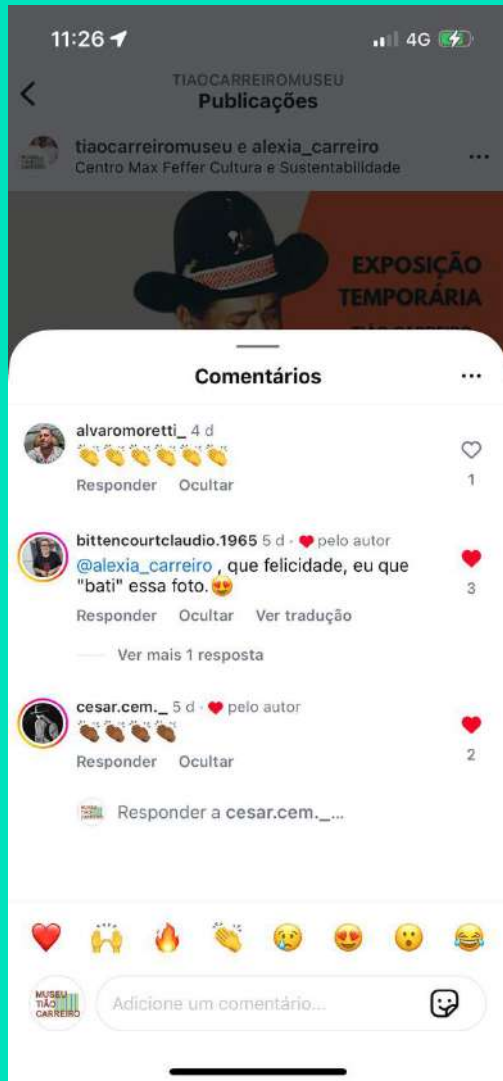 11:26
4G
TIAOCARREIROMUSEU
Publicações
tiaocarreiromuseu e alexia_carreiro
Centro Max Feffer Cultura e Sustentabilidade
EXPOSIÇÃO
TEMPORÁRIA
TIÃO CARREIRO
Comentários
alvaromoretti_ 4 d
👏👏👏👏👏👏
Responder Ocultar
1
bittencourtclaudio.1965 5 d · ❤️ pelo autor
@alexia_carreiro , que felicidade, eu que
"bati" essa foto.😍
3
Responder Ocultar Ver tradução
Ver mais 1 resposta
cesar.cem._ 5 d · ❤️ pelo autor
👏🏾👏🏾👏🏾👏🏾
2
Responder Ocultar
Responder a cesar.cem._...
MUSEU
TIÃO
CARREIRO
Adicione um comentário...